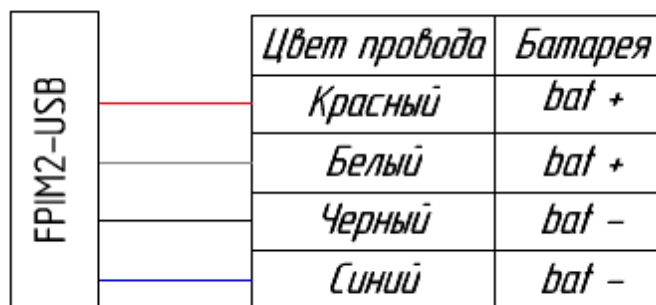 FPIM2-USB
Цвет провода Батарея
Красный bat +
Белый bat +
Черный bat -
Синий bat -